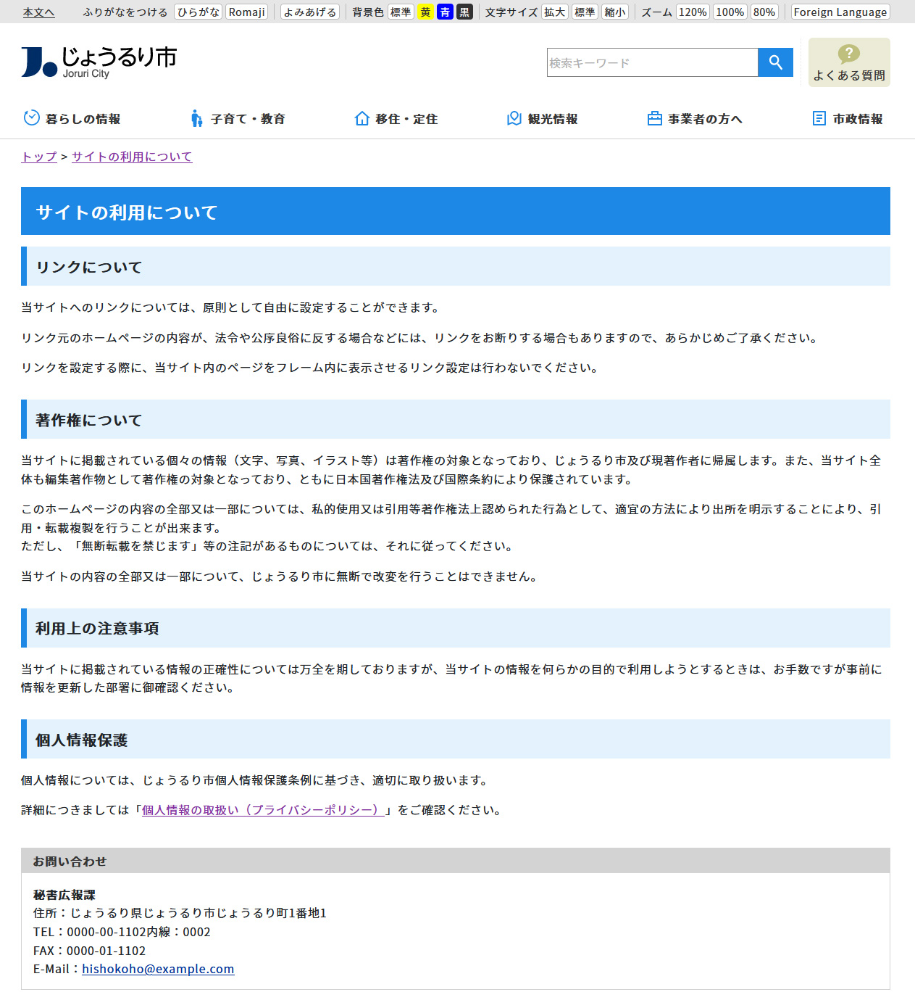 本文へ ふりがなをつける ひらがな Romaji よみあげる 背景色 標準 黄 青 黒 文字サイズ 拡大 標準 縮小 ズーム 120% 100% 80% Foreign Language
じょうるり市
Joruri City
検索キーワード
?
よくある質問
暮らしの情報 子育て・教育 移住・定住 観光情報 事業者の方へ 市政情報
トップ > サイトの利用について
サイトの利用について
リンクについて
当サイトへのリンクについては、原則として自由に設定することができます。
リンク元のホームページの内容が、法令や公序良俗に反する場合などには、リンクをお断りする場合もありますので、あらかじめご了承ください。
リンクを設定する際に、当サイト内のページをフレーム内に表示させるリンク設定は行わないでください。
著作権について
当サイトに掲載されている個々の情報（文字、写真、イラスト等）は著作権の対象となっており、じょうるり市及び現著作者に帰属します。また、当サイト全
体も編集著作物として著作権の対象となっており、ともに日本国著作権法及び国際条約により保護されています。
このホームページの内容の全部又は一部については、私的使用又は引用等著作権法上認められた行為として、適宜の方法により出所を明示することにより、引
用・転載複製を行うことが出来ます。
ただし、「無断転載を禁じます」等の注記があるものについては、それに従ってください。
当サイトの内容の全部又は一部について、じょうるり市に無断で改変を行うことはできません。
利用上の注意事項
当サイトに掲載されている情報の正確性については万全を期しておりますが、当サイトの情報を何らかの目的で利用しようとするときは、お手数ですが事前に
情報を更新した部署に御確認ください。
個人情報保護
個人情報については、じょうるり市個人情報保護条例に基づき、適切に取り扱います。
詳細につきましては「個人情報の取扱い（プライバシーポリシー）」をご確認ください。
お問い合わせ
秘書広報課
住所：じょうるり県じょうるり市じょうるり町1番地1
TEL：0000-00-1102内線：0002
FAX：0000-01-1102
E-Mail：hishokoho@example.com